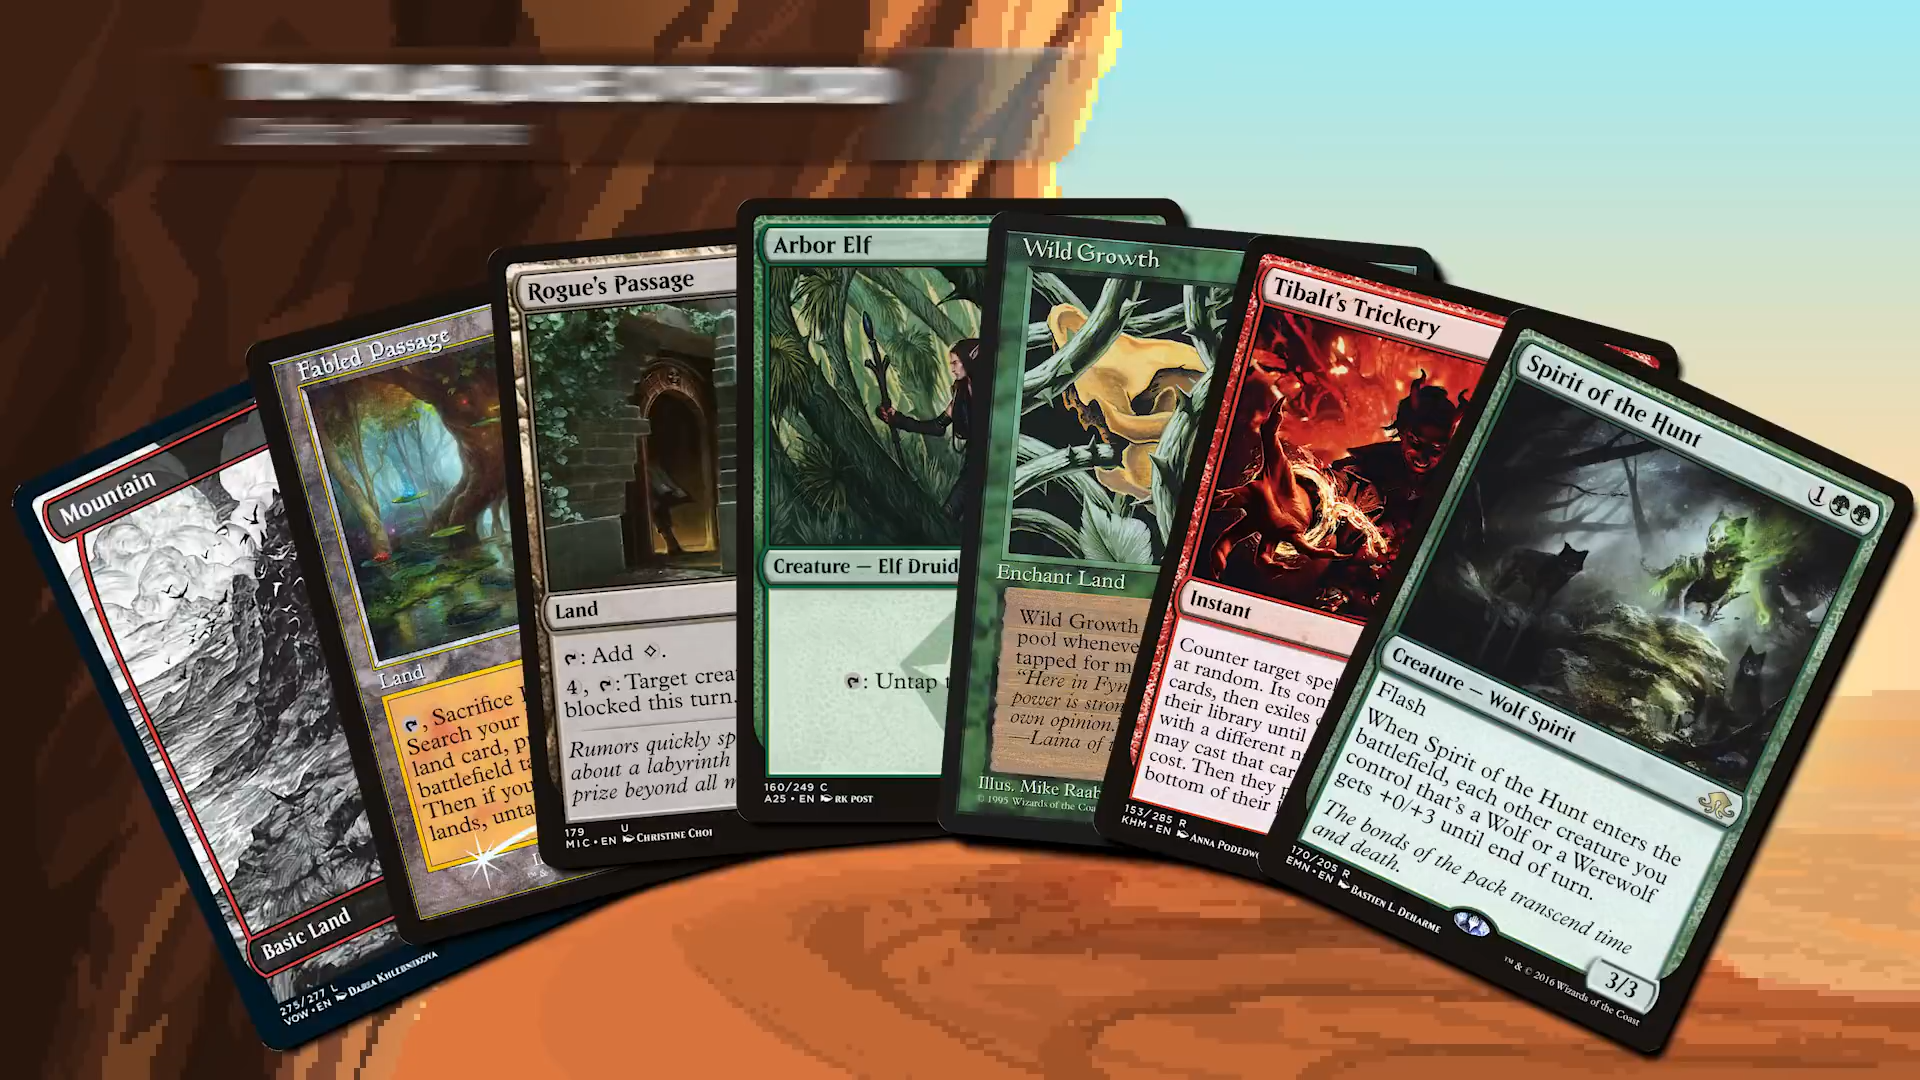 Mountain
Basic Land
275/277 L
VOW • EN DARIA KHLEBNIKOVA
Fabled Passage
Land
, Sacrifice
Search your
land card, p
battlefield ta
Then if you
lands, unta
™ & 
Rogue's Passage
Land
: Add
4, : Target crea
blocked this turn.
Rumors quickly sp
about a labyrinth
prize beyond all m
179 U
MIC • EN CHRISTINE CHOI
Arbor Elf
Creature — Elf Druid
: Untap t
160/249 C
A25 • EN RK POST
Wild Growth
Enchant Land
Wild Growth
pool wheneve
tapped for m
"Here in Fyn
power is stron
own opinion.
—Laina of t
Illus. Mike Raab
© 1995 Wizards of the Coa
Tibalt's Trickery
Instant
Counter target spel
at random. Its con
cards, then exiles
their library until
with a different n
may cast that car
cost. Then they p
bottom of their
153/285 R
KHM • EN ANNA PODEDWO
Spirit of the Hunt
1
Creature — Wolf Spirit
Flash
When Spirit of the Hunt enters the
battlefield, each other creature you
control that's a Wolf or a Werewolf
gets +0/+3 until end of turn.
The bonds of the pack transcend time
and death.
3/3
170/205 R
EMN • EN BASTIEN L. DEHARME
™ & © 2016 Wizards of the Coast